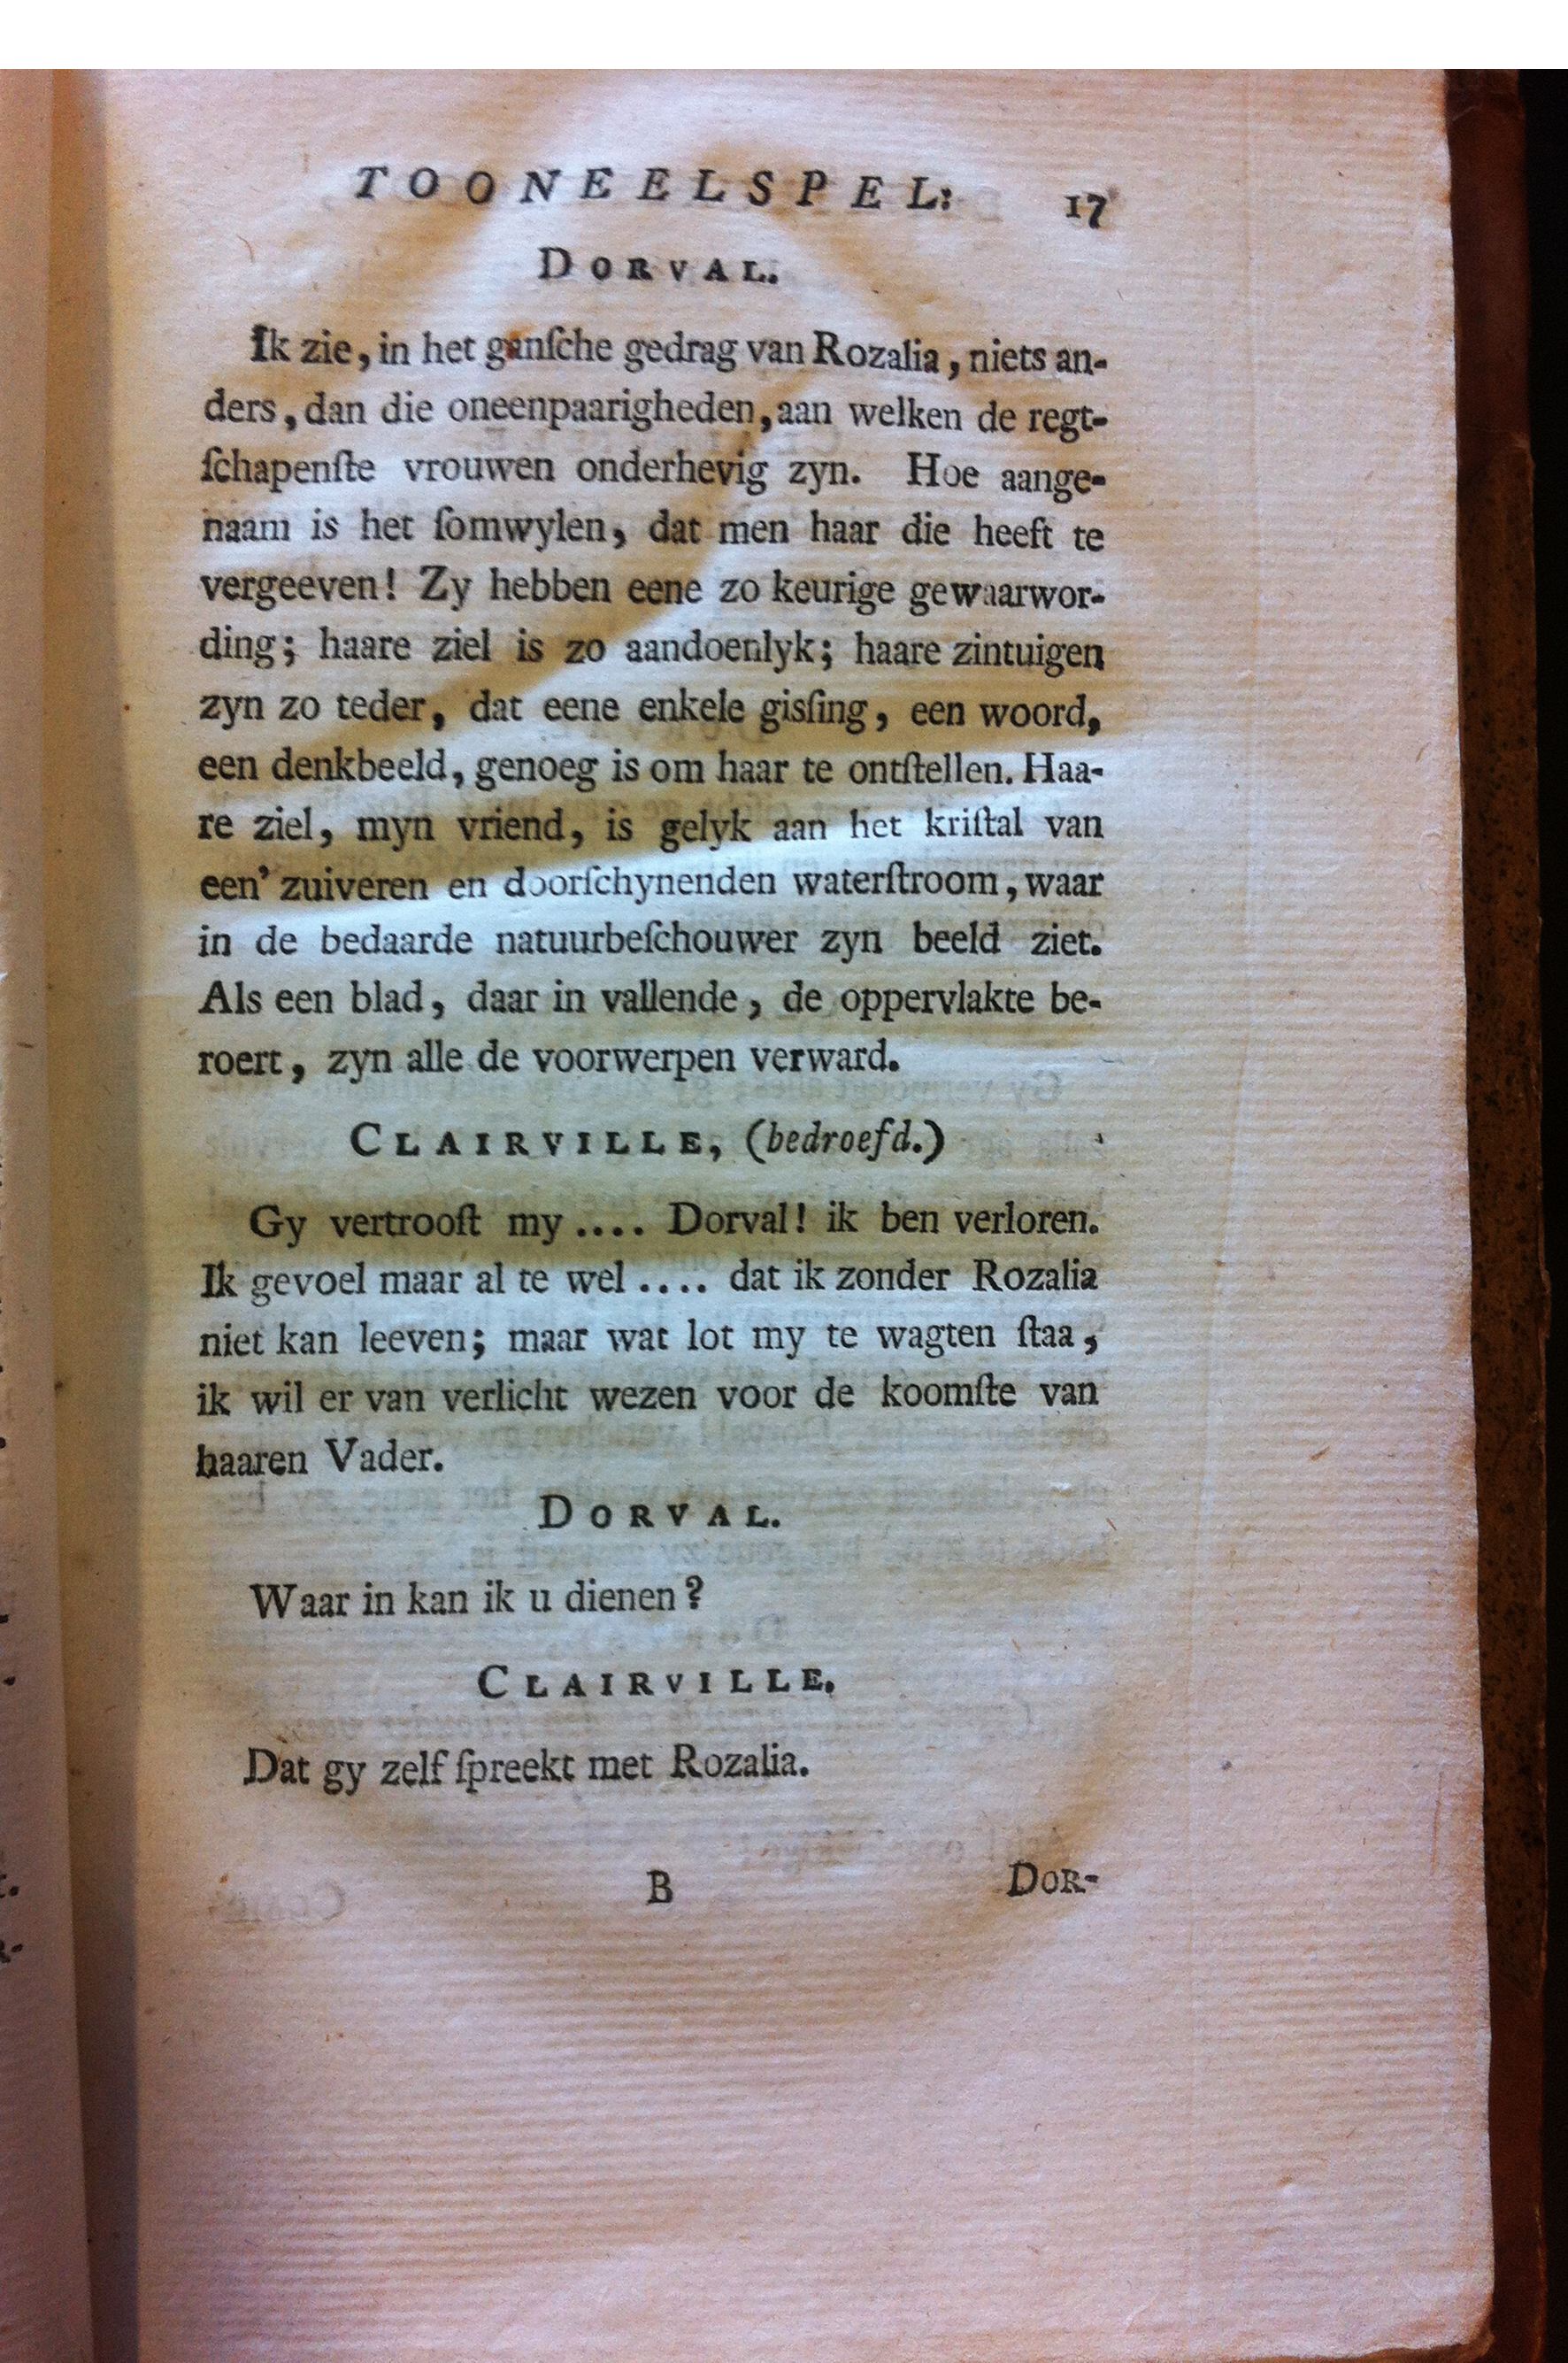 TOONEELSPEL: 17
DORVAL.
Ik zie, in het ganſche gedrag van Rozalia, niets an-
ders, dan die oneenpaarigheden, aan welken de regt-
ſchapenſte vrouwen onderhevig zyn. Hoe aange-
naam is het ſomwylen, dat men haar die heeft te
vergeeven! Zy hebben eene zo keurige gewaarwor-
ding; haare ziel is zo aandoenlyk; haare zintuigen
zyn zo teder, dat eene enkele gisſing, een woord,
een denkbeeld, genoeg is om haar te ontſtellen. Haa-
re ziel, myn vriend, is gelyk aan het kriſtal van
een' zuiveren en doorſchynenden waterſtroom, waar
in de bedaarde natuurbeſchouwer zyn beeld ziet.
Als een blad, daar in vallende, de oppervlakte be-
roert, zyn alle de voorwerpen verward.
CLAIRVILLE, (bedroefd.)
Gy vertrooſt my .... Dorval! ik ben verloren.
Ik gevoel maar al te wel .... dat ik zonder Rozalia
niet kan leeven; maar wat lot my te wagten ſtaa,
ik wil er van verlicht wezen voor de koomſte van
haaren Vader.
DORVAL.
Waar in kan ik u dienen?
CLAIRVILLE.
Dat gy zelf ſpreekt met Rozalia.
B DOR-